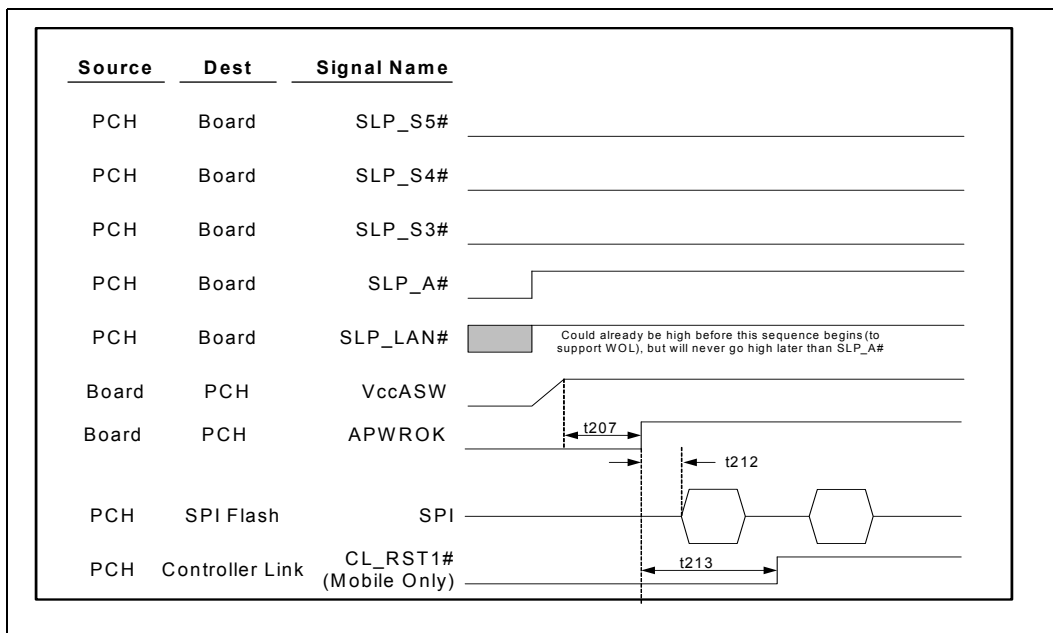 Source Dest Signal Name
PCH Board SLP_S5#
PCH Board SLP_S4#
PCH Board SLP_S3#
PCH Board SLP_A#
PCH Board SLP_LAN#
Could already be high before this sequence begins (to
support WOL), but will never go high later than SLP_A#
Board PCH VccASW
Board PCH APWROK
t207
t212
PCH SPI Flash SPI
PCH Controller Link CL_RST1#
(Mobile Only)
t213